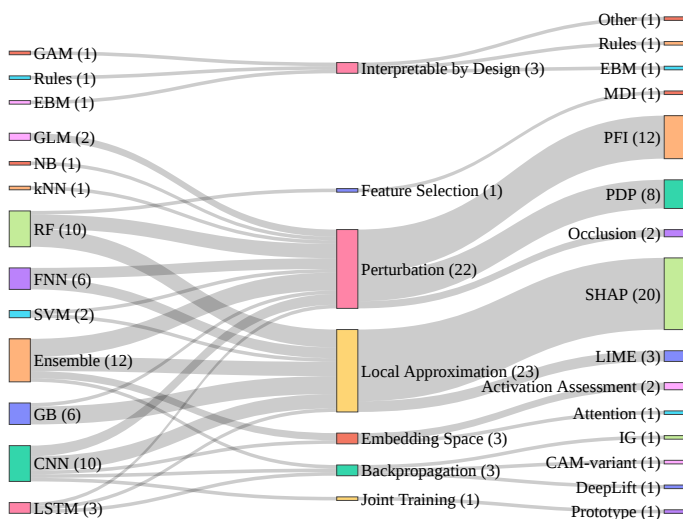 GAM (1)
Rules (1)
EBM (1)
GLM (2)
NB (1)
kNN (1)
RF (10)
FNN (6)
SVM (2)
Ensemble (12)
GB (6)
CNN (10)
LSTM (3)
Interpretable by Design (3)
Feature Selection (1)
Perturbation (22)
Local Approximation (23)
Embedding Space (3)
Backpropagation (3)
Joint Training (1)
Other (1)
Rules (1)
EBM (1)
MDI (1)
PFI (12)
PDP (8)
Occlusion (2)
SHAP (20)
LIME (3)
Activation Assessment (2)
Attention (1)
IG (1)
CAM-variant (1)
DeepLift (1)
Prototype (1)